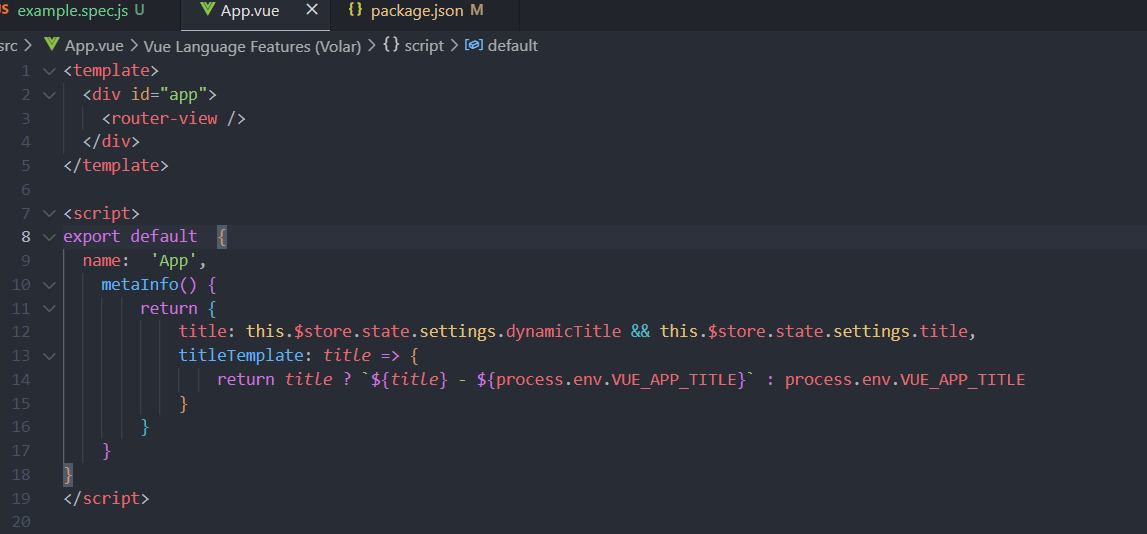 JS example.spec.js U App.vue × {} package.json M
src > App.vue > Vue Language Features (Volar) > {} script > default
1 <template>
2   <div id="app">
3     <router-view />
4   </div>
5 </template>
6
7 <script>
8 export default  {
9   name:  'App',
10     metaInfo() {
11         return {
12             title: this.$store.state.settings.dynamicTitle && this.$store.state.settings.title,
13             titleTemplate: title => {
14                 return title ? `${title} - ${process.env.VUE_APP_TITLE}` : process.env.VUE_APP_TITLE
15             }
16         }
17     }
18 }
19 </script>
20